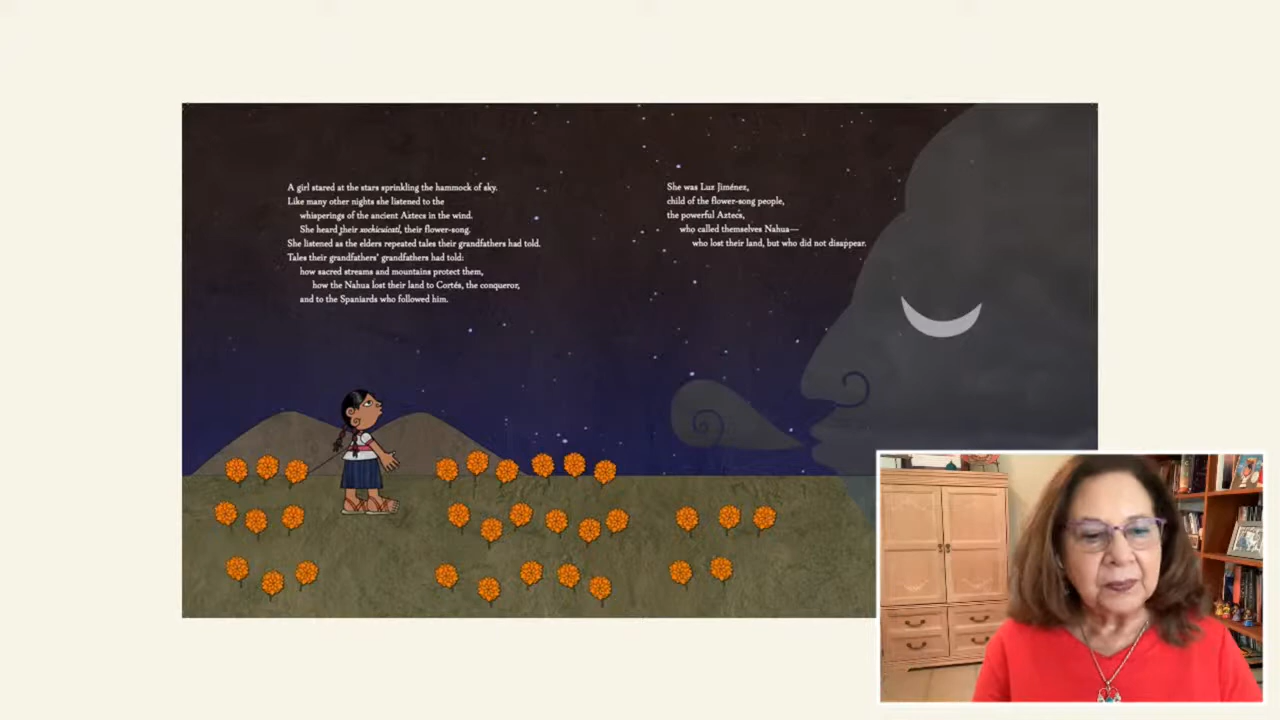 A girl stared at the stars sprinkling the hammock of sky.
Like many other nights she listened to the
whisperings of the ancient Aztecs in the wind.
She heard their xochicuicatl, their flower-song.
She listened as the elders repeated tales their grandfathers had told.
Tales their grandfathers' grandfathers had told:
how sacred streams and mountains protect them,
how the Nahua lost their land to Cortés, the conqueror,
and to the Spaniards who followed him.
She was Luz Jiménez,
child of the flower-song people,
the powerful Aztecs,
who called themselves Nahua—
who lost their land, but who did not disappear.